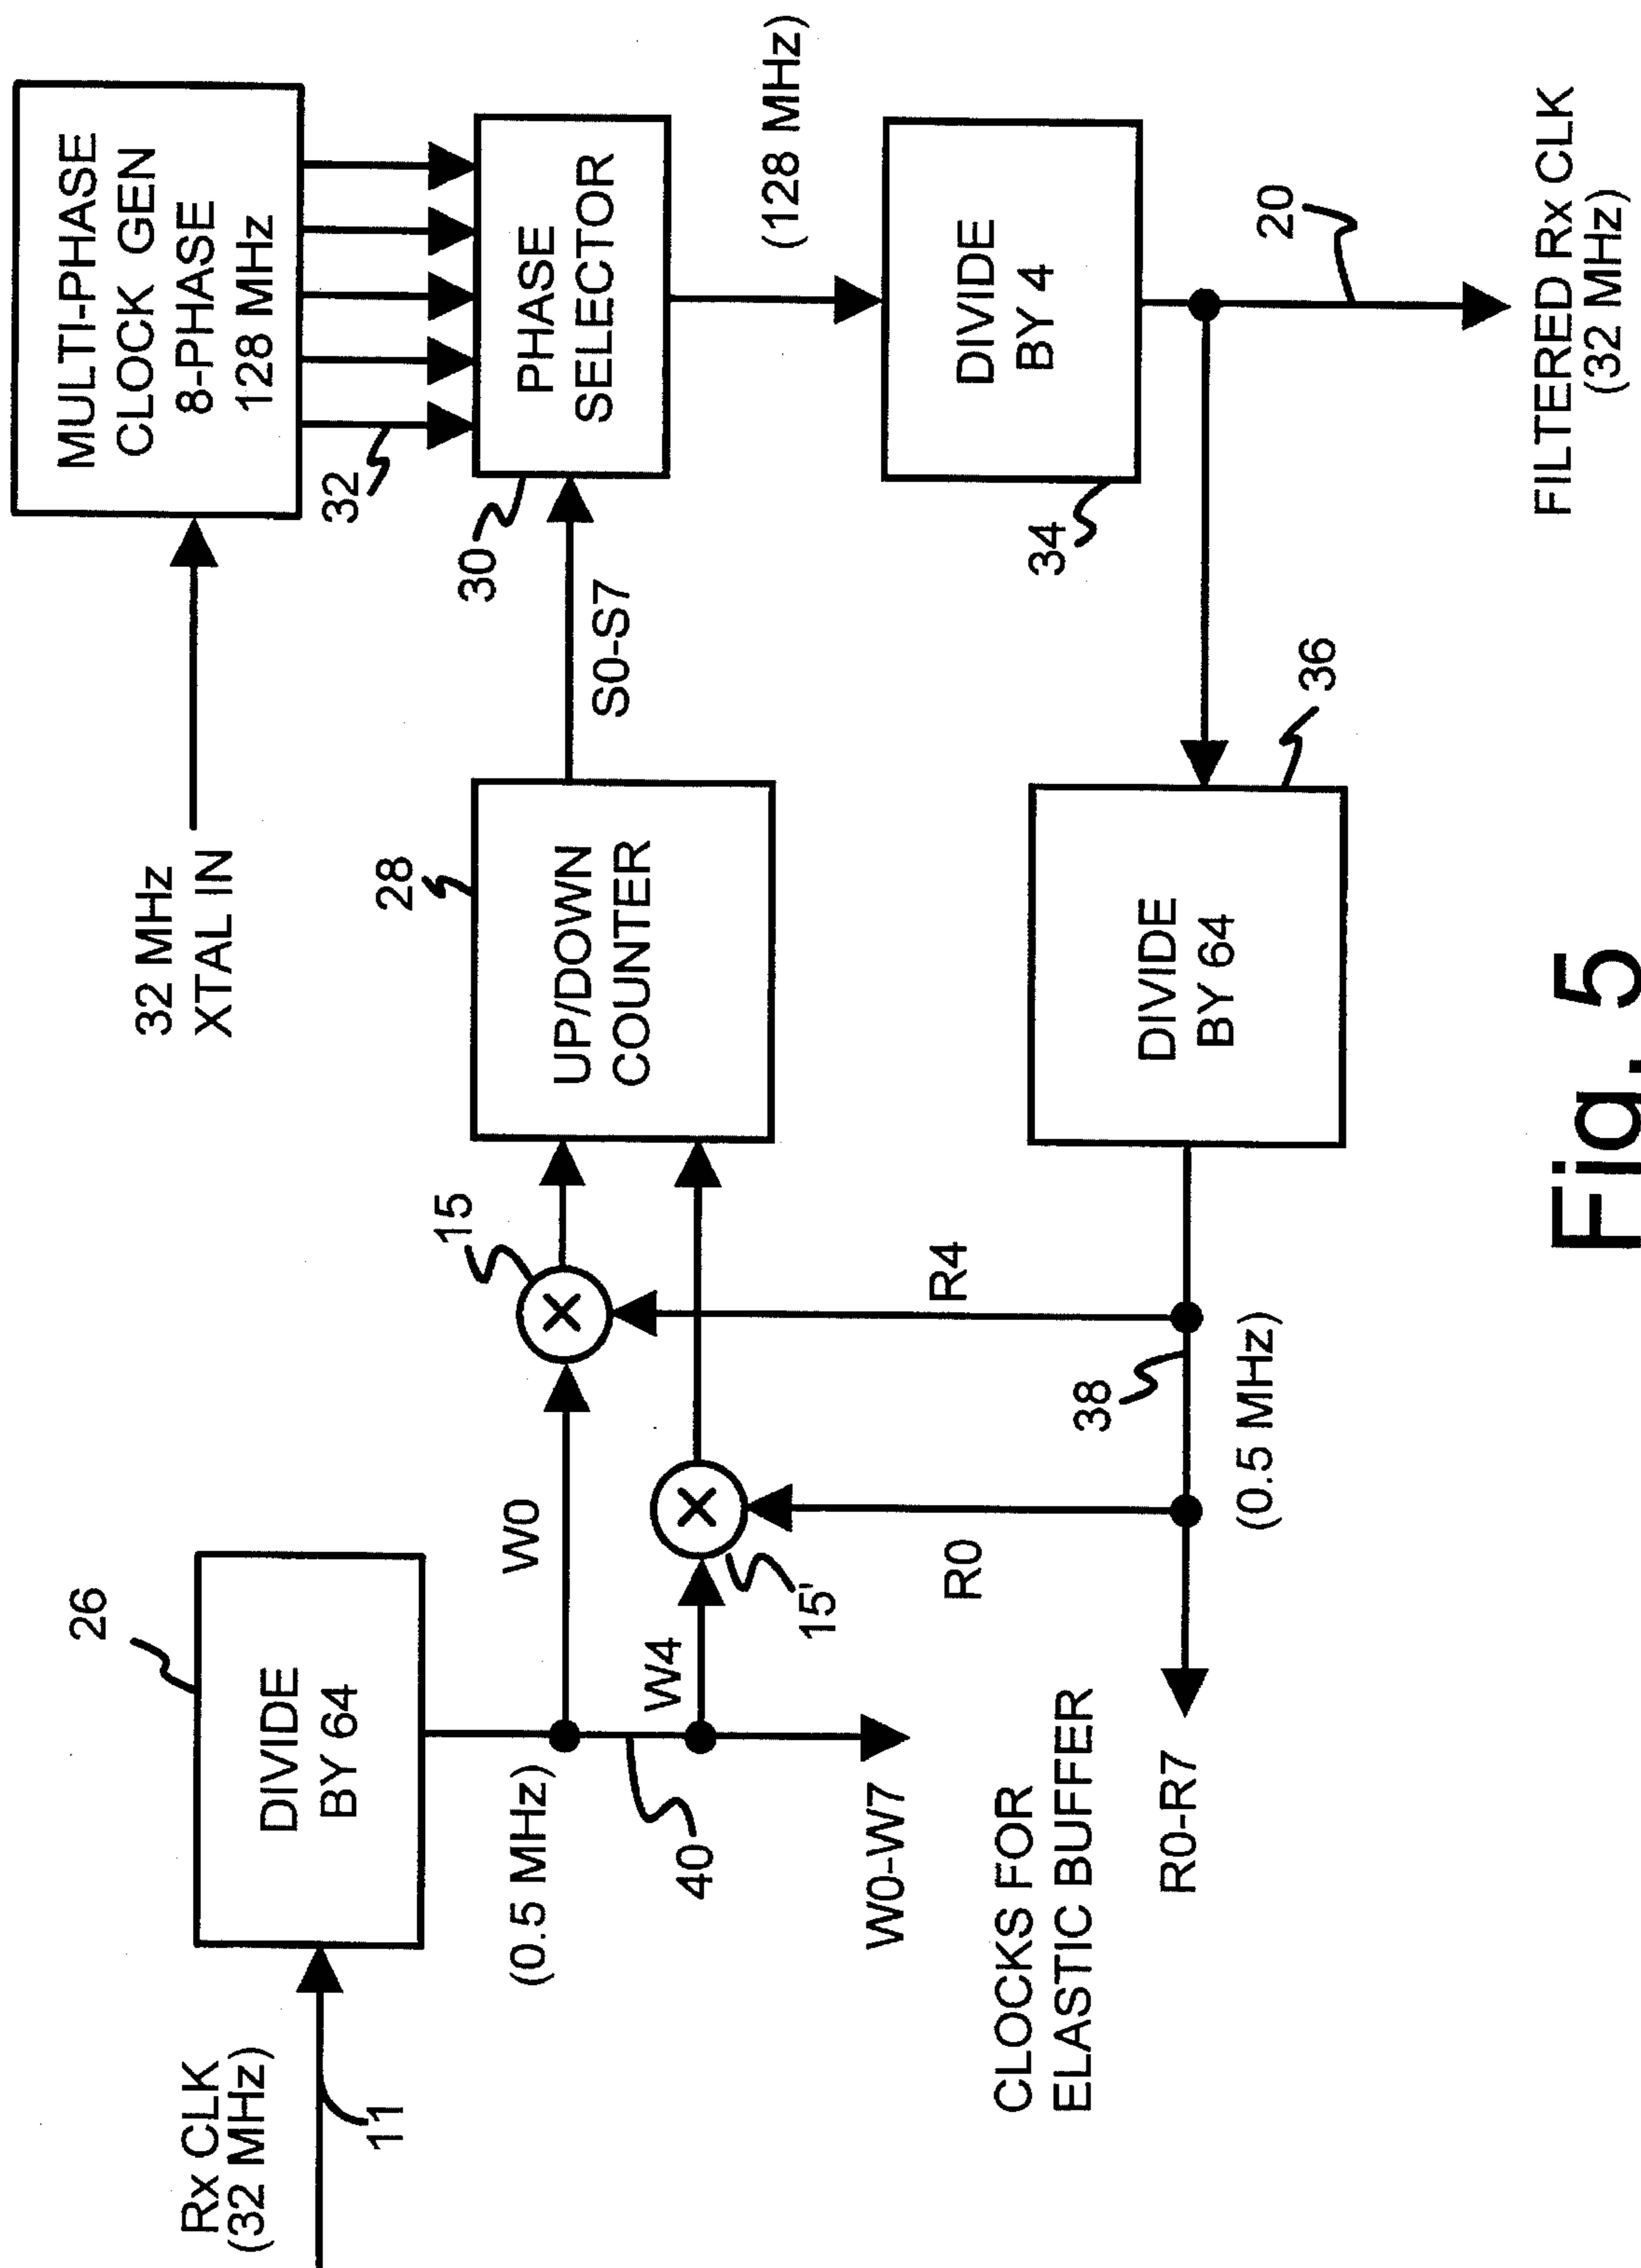 Rx CLK
(32 MHz)
11
DIVIDE
BY 64
26
(0.5 MHz)
40
W0
W4
W0-W7
15
15'
CLOCKS FOR
ELASTIC BUFFER
R0-R7
R0
R4
38
(0.5 MHz)
UP/DOWN
COUNTER
28
S0-S7
32 MHz
XTAL IN
MULTI-PHASE
CLOCK GEN
8-PHASE
128 MHz
32
PHASE
SELECTOR
30
(128 MHz)
DIVIDE
BY 4
34
DIVIDE
BY 64
36
20
FILTERED Rx CLK
(32 MHz)
Fig. 5